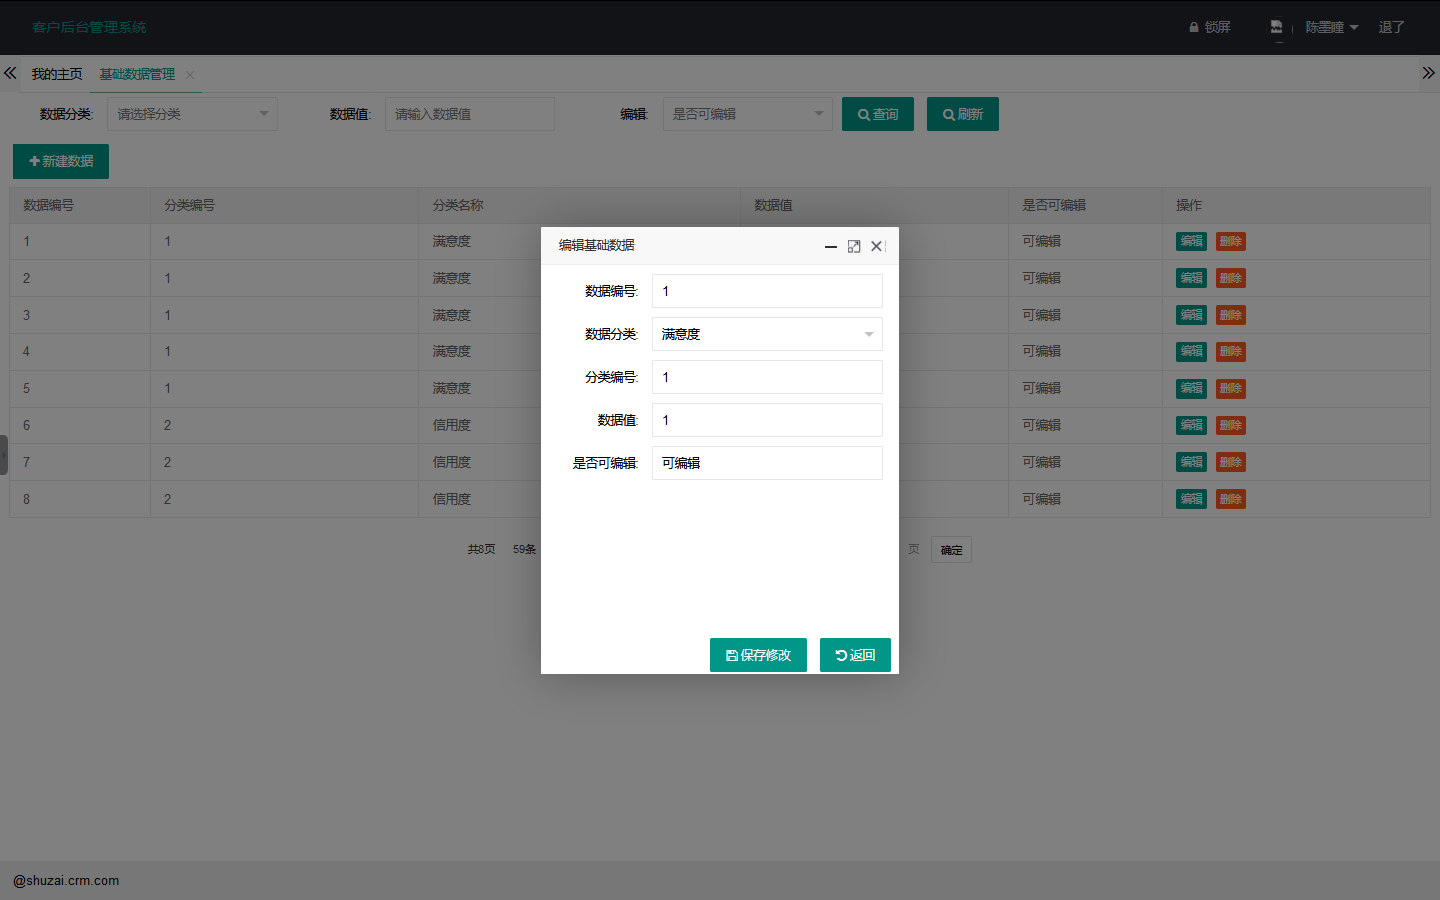 客户后台管理系统 锁屏 陈墨瞳 退了
我的主页 基础数据管理
数据分类: 请选择分类 数据值: 请输入数据值 编辑: 是否可编辑 查询 刷新
新建数据
数据编号 分类编号 分类名称 数据值 是否可编辑 操作
1 1 满意度 可编辑 编辑 删除
2 1 满意度 可编辑 编辑 删除
3 1 满意度 可编辑 编辑 删除
4 1 满意度 可编辑 编辑 删除
5 1 满意度 可编辑 编辑 删除
6 2 信用度 可编辑 编辑 删除
7 2 信用度 可编辑 编辑 删除
8 2 信用度 可编辑 编辑 删除
共8页 59条 页 确定
编辑基础数据
数据编号: 1
数据分类: 满意度
分类编号: 1
数据值: 1
是否可编辑: 可编辑
保存修改 返回
@shuzai.crm.com